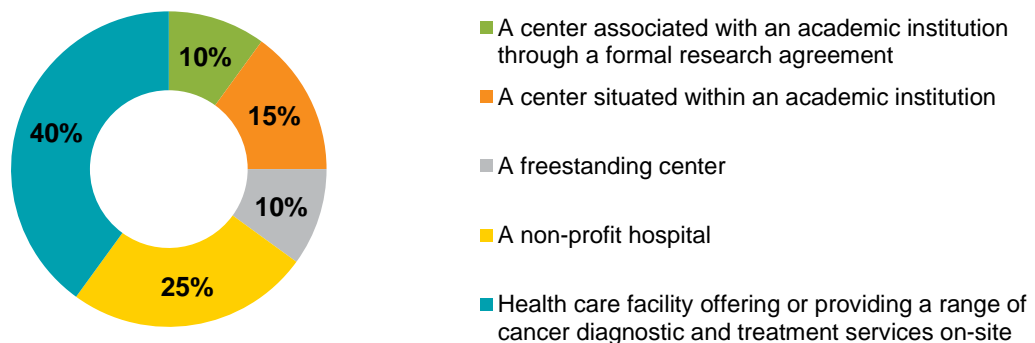 10%
15%
10%
25%
40%
A center associated with an academic institution
through a formal research agreement
A center situated within an academic institution
A freestanding center
A non-profit hospital
Health care facility offering or providing a range of
cancer diagnostic and treatment services on-site